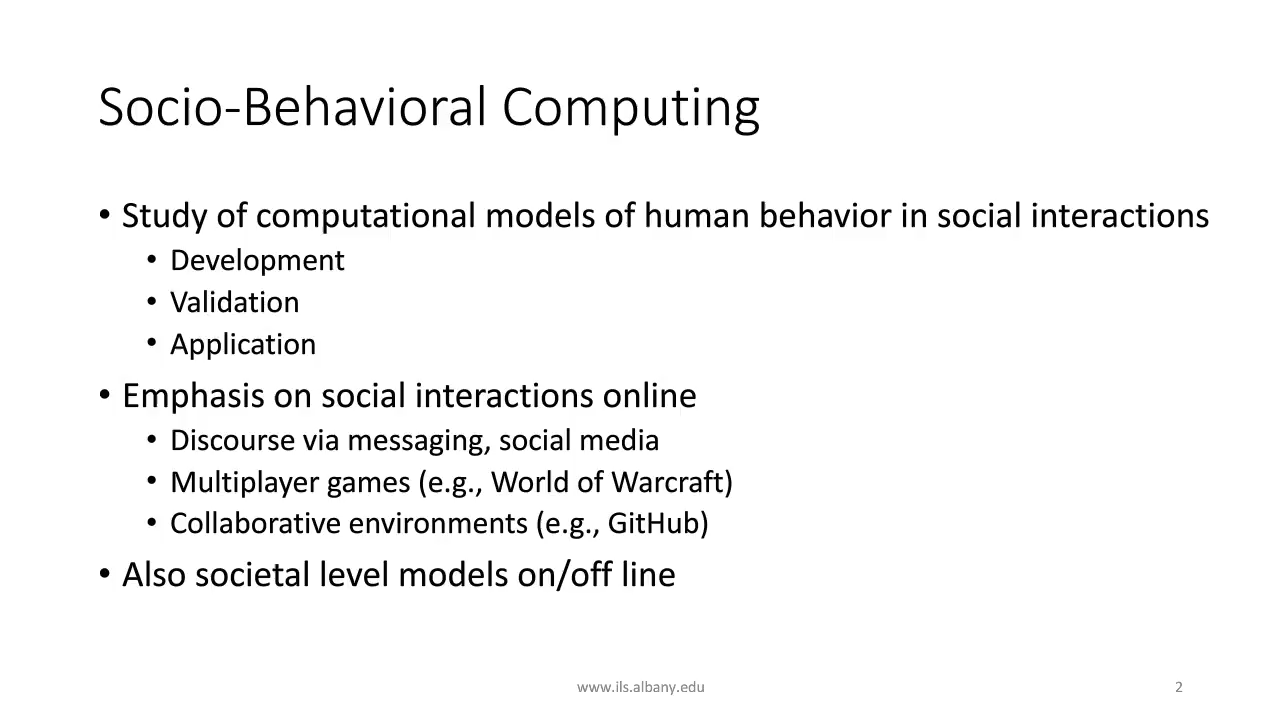 Socio-Behavioral Computing
• Study of computational models of human behavior in social interactions
• Development
• Validation
• Application
• Emphasis on social interactions online
• Discourse via messaging, social media
• Multiplayer games (e.g., World of Warcraft)
• Collaborative environments (e.g., GitHub)
• Also societal level models on/off line
www.ils.albany.edu
2